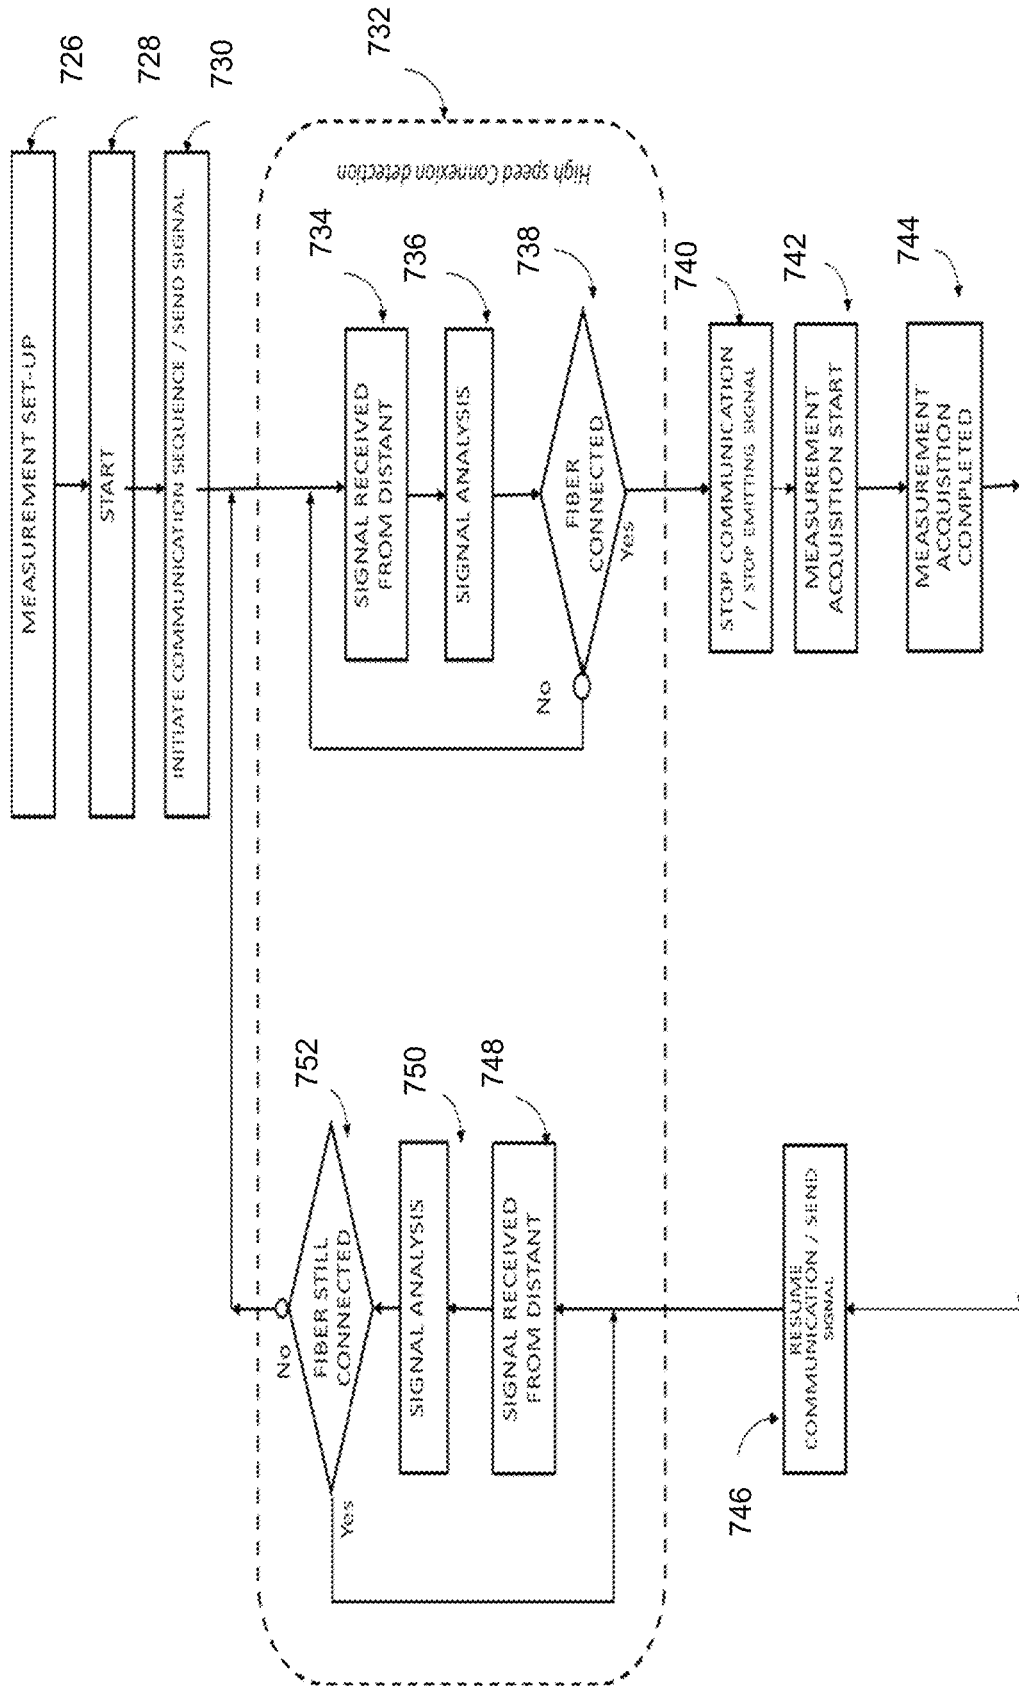 MEASUREMENT SET-UP
726
START
728
INITIATE COMMUNICATION SEQUENCE / SEND SIGNAL
730
High speed Connexion detection
732
SIGNAL RECEIVED
FROM DISTANT
734
SIGNAL ANALYSIS
736
FIBER
CONNECTED
738
No
Yes
STOP COMMUNICATION
/ STOP EMITTING SIGNAL
740
MEASUREMENT
ACQUISITION START
742
MEASUREMENT
ACQUISITION
COMPLETED
744
RESUME
COMMUNICATION / SEND
SIGNAL
746
SIGNAL RECEIVED
FROM DISTANT
748
SIGNAL ANALYSIS
750
FIBER STILL
CONNECTED
752
No
Yes